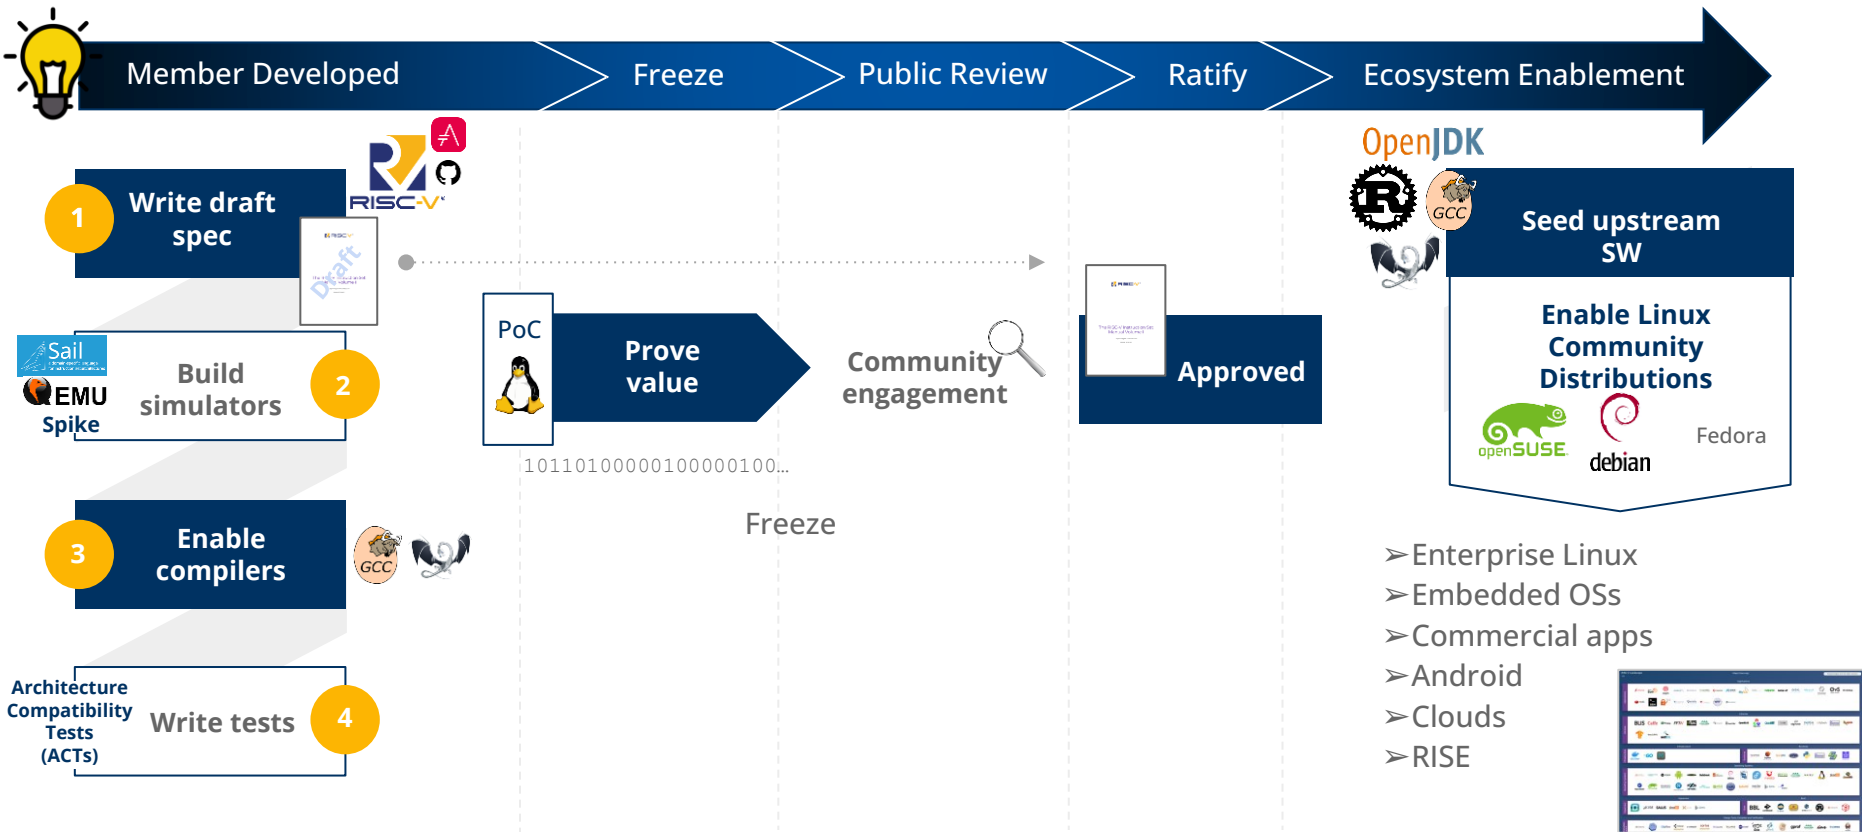 Member Developed
Freeze
Public Review
Ratify
Ecosystem Enablement
RISC-V
1
Write draft
spec
Draft
Sail
QEMU
Spike
Build
simulators
2
3
Enable
compilers
GCC
Architecture
Compatibility
Tests
(ACTs)
Write tests
4
PoC
Prove
value
10110100000100000100…
Freeze
Community
engagement
RISC-V
Approved
OpenJDK
R
GCC
Seed upstream
SW
Enable Linux
Community
Distributions
openSUSE
debian
Fedora
➢Enterprise Linux
➢Embedded OSs
➢Commercial apps
➢Android
➢Clouds
➢RISE